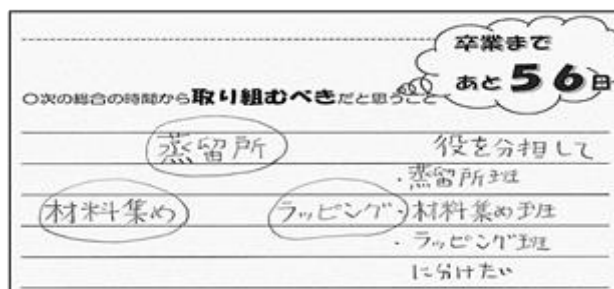 卒業まで
あと56日
○次の総合の時間から取り組むべきだと思うこと
蒸留所
役を分担して
・蒸留所班
材料集め
ラッピング
・材料集め班
・ラッピング班
に分けたい